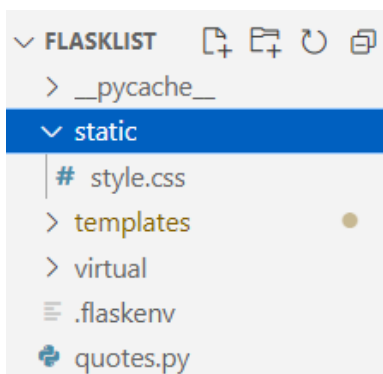 FLASKLIST
__pycache__
static
# style.css
templates
virtual
.flaskenv
quotes.py